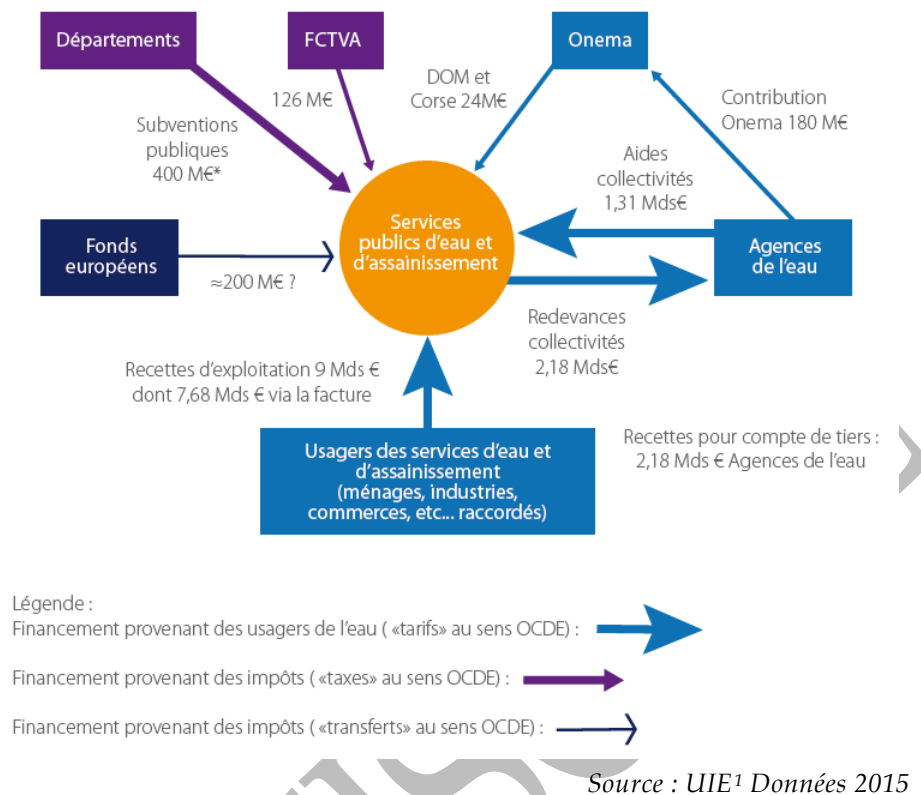 Départements
FCTVA
Onema
126 M€
DOM et
Corse 24M€
Contribution
Onema 180 M€
Subventions
publiques
400 M€*
Aides
collectivités
1,31 Mds€
Services
publics d'eau et
d'assainissement
Fonds
européens
≈200 M€ ?
Agences
de l'eau
Redevances
collectivités
2,18 Mds€
Recettes d'exploitation 9 Mds €
dont 7,68 Mds € via la facture
Usagers des services d'eau et
d'assainissement
(ménages, industries,
commerces, etc... raccordés)
Recettes pour compte de tiers :
2,18 Mds € Agences de l'eau
Légende :
Financement provenant des usagers de l'eau ( «tarifs» au sens OCDE) :
Financement provenant des impôts ( «taxes» au sens OCDE) :
Financement provenant des impôts ( «transferts» au sens OCDE) :
Source : UIE¹ Données 2015